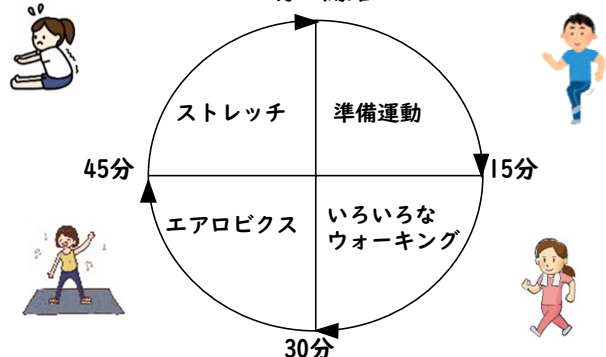 ストレッチ
準備運動
45分
15分
エアロビクス
いろいろな
ウォーキング
30分